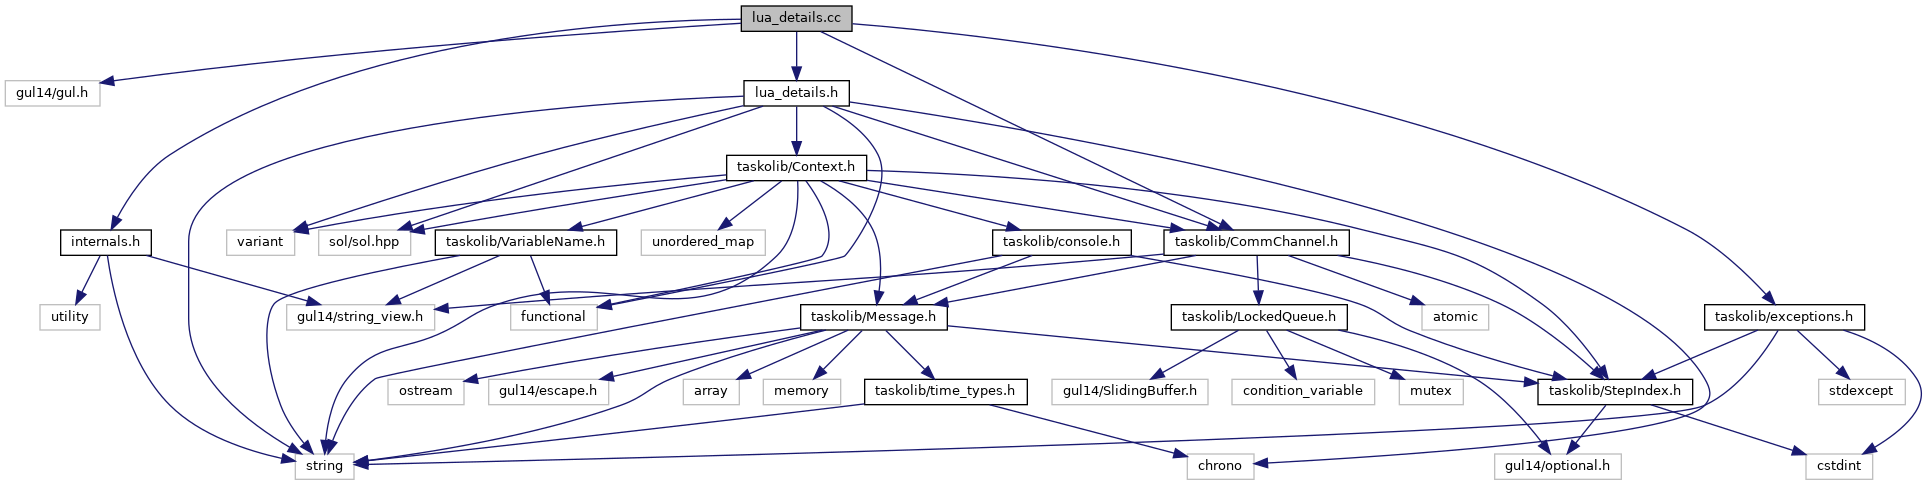 lua_details.cc
gul14/gul.h
lua_details.h
taskolib/Context.h
internals.h
variant
sol/sol.hpp
taskolib/VariableName.h
unordered_map
taskolib/console.h
taskolib/CommChannel.h
utility
gul14/string_view.h
functional
taskolib/Message.h
taskolib/LockedQueue.h
atomic
taskolib/exceptions.h
ostream
gul14/escape.h
array
memory
taskolib/time_types.h
gul14/SlidingBuffer.h
condition_variable
mutex
taskolib/StepIndex.h
stdexcept
string
chrono
gul14/optional.h
cstdint